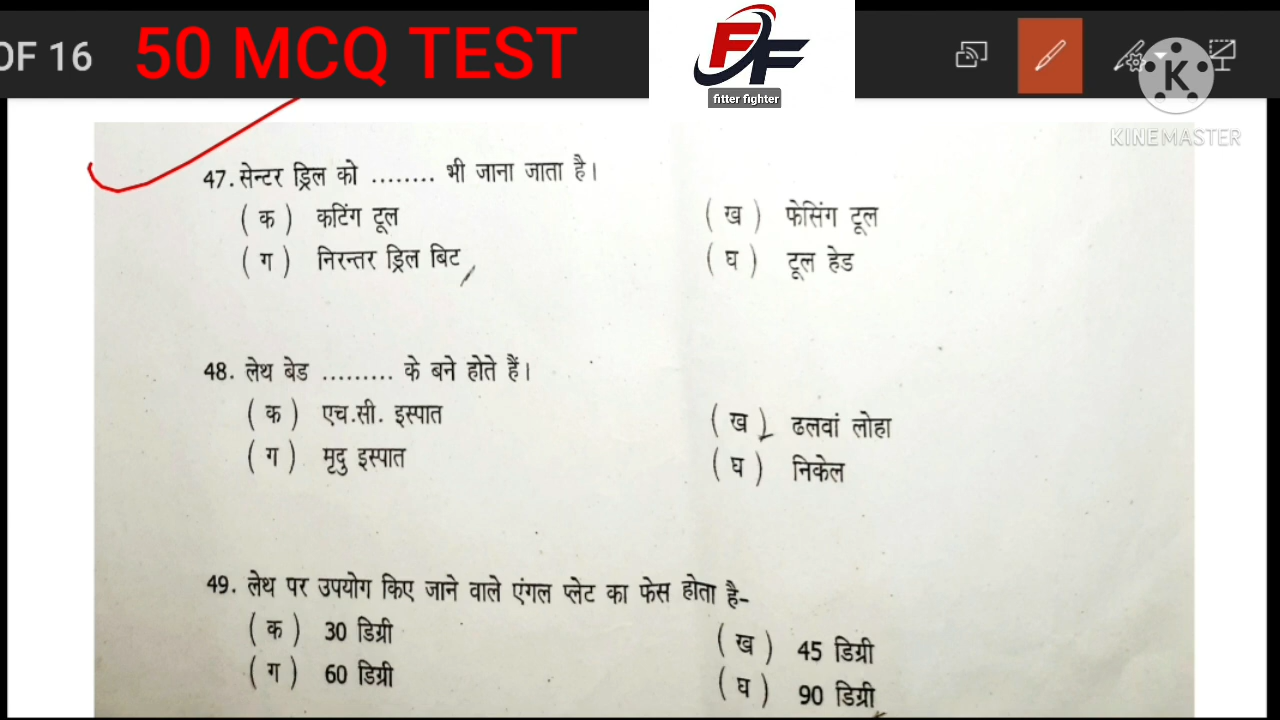 OF 16 50 MCQ TEST
FF
fitter fighter
K
KINEMASTER
47. सेन्टर ड्रिल को ........ भी जाना जाता है।
( क ) कटिंग टूल ( ख ) फेसिंग टूल
( ग ) निरन्तर ड्रिल बिट ( घ ) टूल हेड
48. लेथ बेड ......... के बने होते हैं।
( क ) एच.सी. इस्पात ( ख ) ढलवां लोहा
( ग ) मृदु इस्पात ( घ ) निकेल
49. लेथ पर उपयोग किए जाने वाले एंगल प्लेट का फेस होता है-
( क ) 30 डिग्री ( ख ) 45 डिग्री
( ग ) 60 डिग्री ( घ ) 90 डिग्री